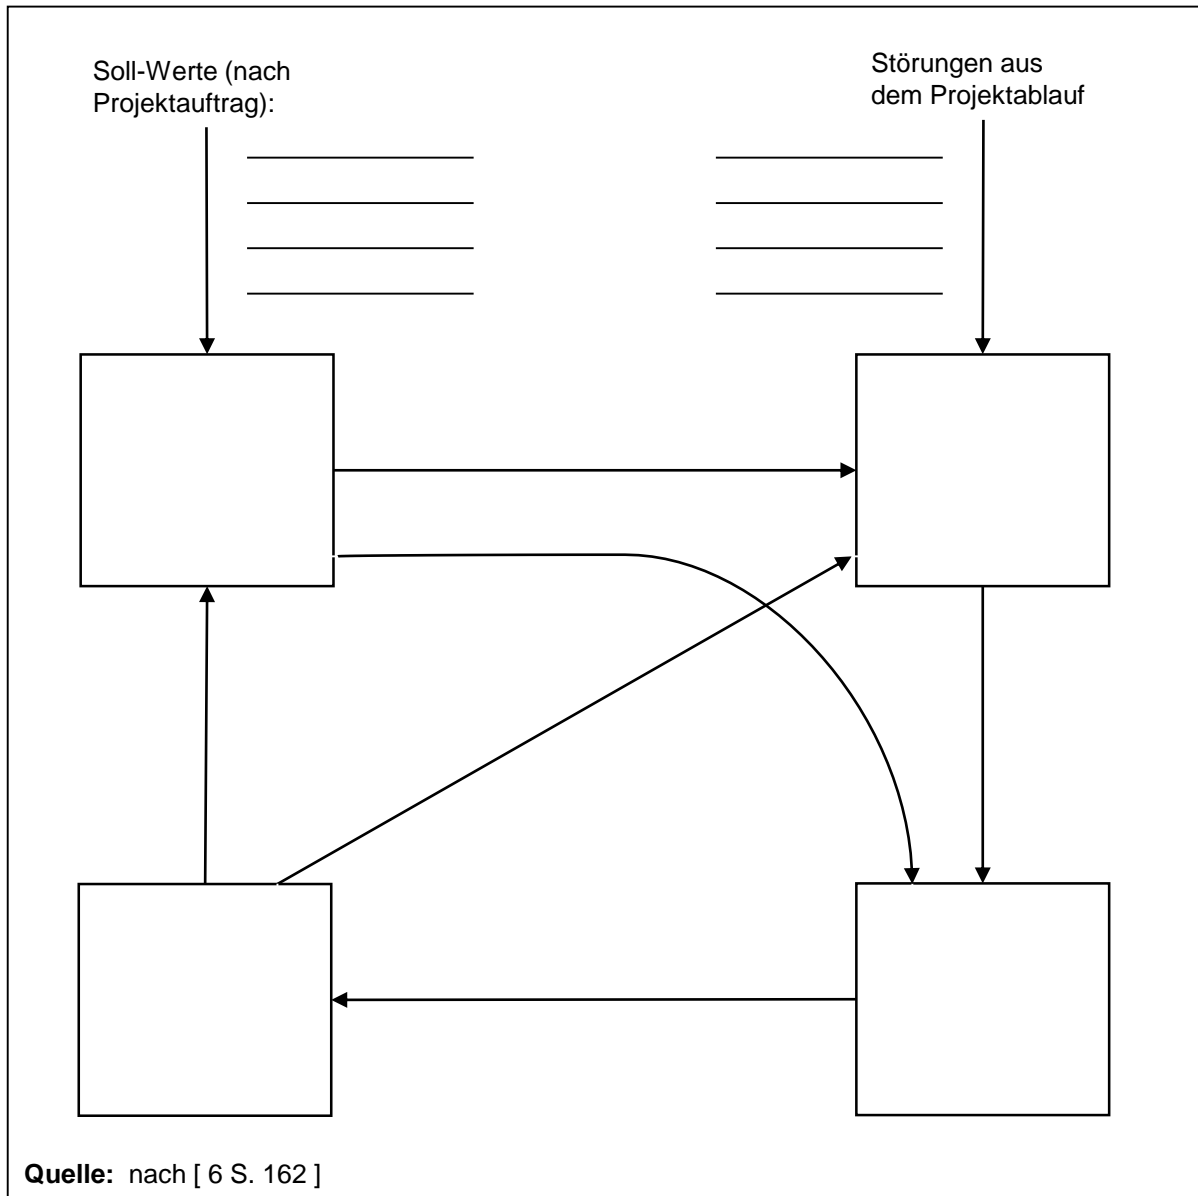 Soll-Werte (nach
Projektauftrag):
Störungen aus
dem Projektablauf
Quelle: nach [ 6 S. 162 ]